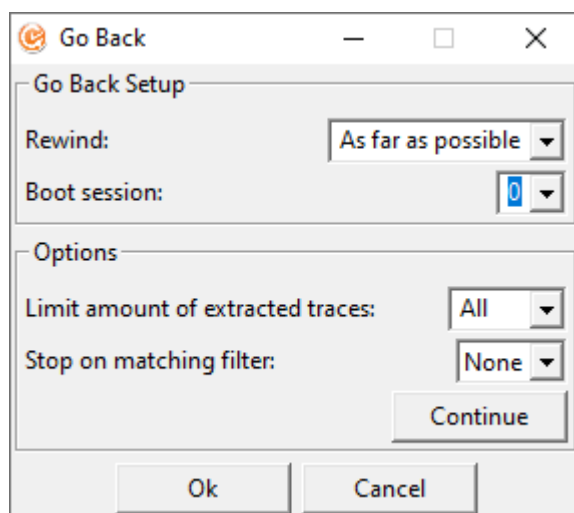 Go Back
Go Back Setup
Rewind: As far as possible
Boot session: 0
Options
Limit amount of extracted traces: All
Stop on matching filter: None
Continue
Ok Cancel